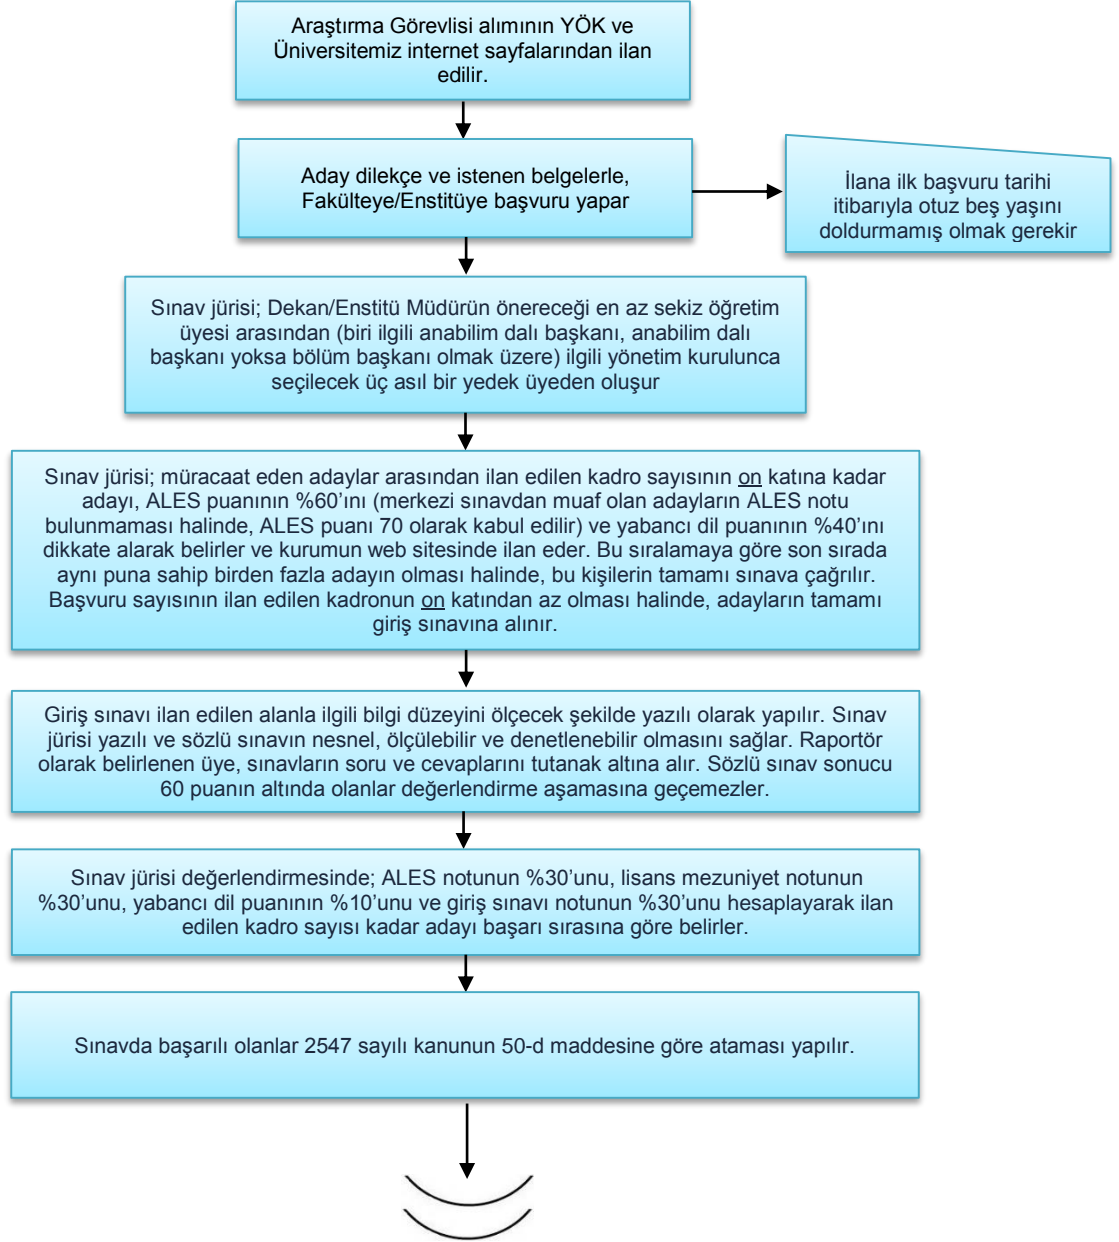 Araştırma Görevlisi alımının YÖK ve
Üniversitemiz internet sayfalarından ilan
edilir.
Aday dilekçe ve istenen belgelerle,
Fakülteye/Enstitüye başvuru yapar
İlana ilk başvuru tarihi
itibarıyla otuz beş yaşını
doldurmamış olmak gerekir
Sınav jürisi; Dekan/Enstitü Müdürün önereceği en az sekiz öğretim
üyesi arasından (biri ilgili anabilim dalı başkanı, anabilim dalı
başkanı yoksa bölüm başkanı olmak üzere) ilgili yönetim kurulunca
seçilecek üç asıl bir yedek üyeden oluşur
Sınav jürisi; müracaat eden adaylar arasından ilan edilen kadro sayısının on katına kadar
adayı, ALES puanının %60’ını (merkezi sınavdan muaf olan adayların ALES notu
bulunmaması halinde, ALES puanı 70 olarak kabul edilir) ve yabancı dil puanının %40’ını
dikkate alarak belirler ve kurumun web sitesinde ilan eder. Bu sıralamaya göre son sırada
aynı puna sahip birden fazla adayın olması halinde, bu kişilerin tamamı sınava çağrılır.
Başvuru sayısının ilan edilen kadronun on katından az olması halinde, adayların tamamı
giriş sınavına alınır.
Giriş sınavı ilan edilen alanla ilgili bilgi düzeyini ölçecek şekilde yazılı olarak yapılır. Sınav
jürisi yazılı ve sözlü sınavın nesnel, ölçülebilir ve denetlenebilir olmasını sağlar. Raportör
olarak belirlenen üye, sınavların soru ve cevaplarını tutanak altına alır. Sözlü sınav sonucu
60 puanın altında olanlar değerlendirme aşamasına geçemezler.
Sınav jürisi değerlendirmesinde; ALES notunun %30’unu, lisans mezuniyet notunun
%30’unu, yabancı dil puanının %10’unu ve giriş sınavı notunun %30’unu hesaplayarak ilan
edilen kadro sayısı kadar adayı başarı sırasına göre belirler.
Sınavda başarılı olanlar 2547 sayılı kanunun 50-d maddesine göre ataması yapılır.